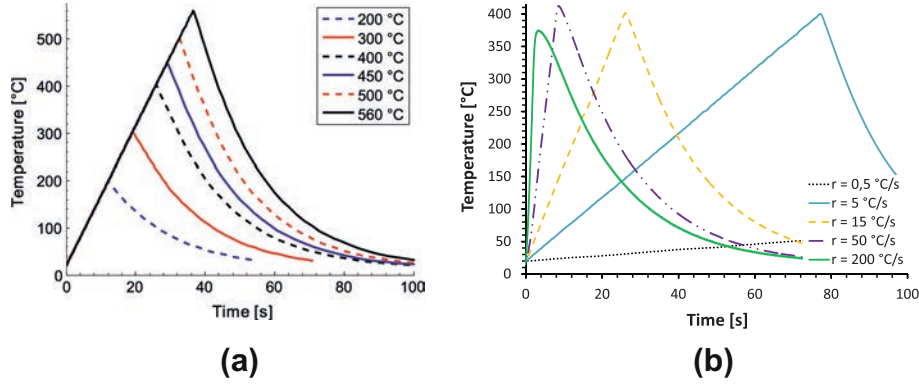 200 °C
300 °C
400 °C
450 °C
500 °C
560 °C
500
400
300
200
100
0
Temperature [°C]
0 20 40 60 80 100
Time [s]
(a)
400
350
300
250
200
150
100
50
0
Temperature [°C]
r = 0,5 °C/s
r = 5 °C/s
r = 15 °C/s
r = 50 °C/s
r = 200 °C/s
0 20 40 60 80 100
Time [s]
(b)